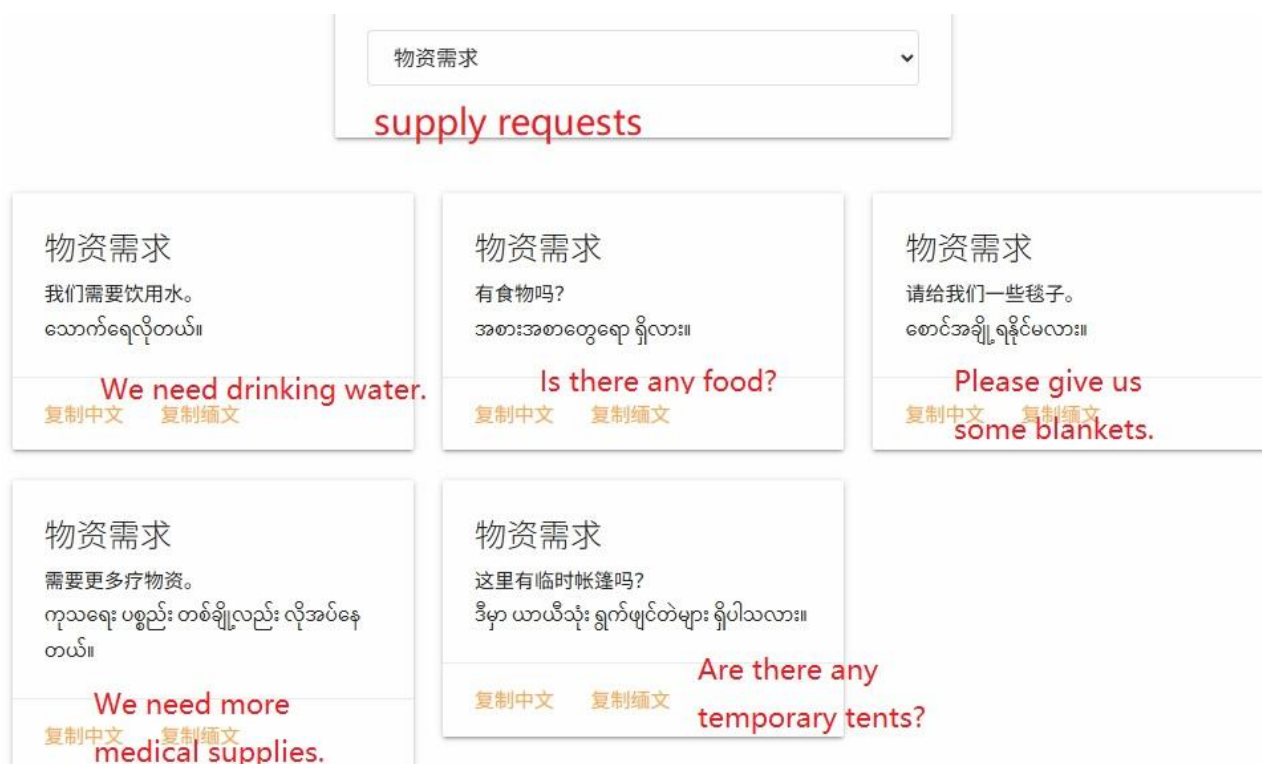 物资需求
supply requests
物资需求
我们需要饮用水。
သောက်ရေလိုတယ်။
We need drinking water.
复制中文 复制缅文
物资需求
有食物吗？
အစားအစာတွေရော ရှိလား။
Is there any food?
复制中文 复制缅文
物资需求
请给我们一些毯子。
စောင်အချို့ ရနိုင်မလား။
Please give us
复制中文 复制缅文
some blankets.
物资需求
需要更多疗物资。
ကုသရေး ပစ္စည်း တစ်ချို့လည်း လိုအပ်နေ
တယ်။
We need more
复制中文 复制缅文
medical supplies.
物资需求
这里有临时帐篷吗？
ဒီမှာ ယာယီသုံး ရွက်ဖျင်တဲများ ရှိပါသလား။
Are there any
复制中文 复制缅文
temporary tents?